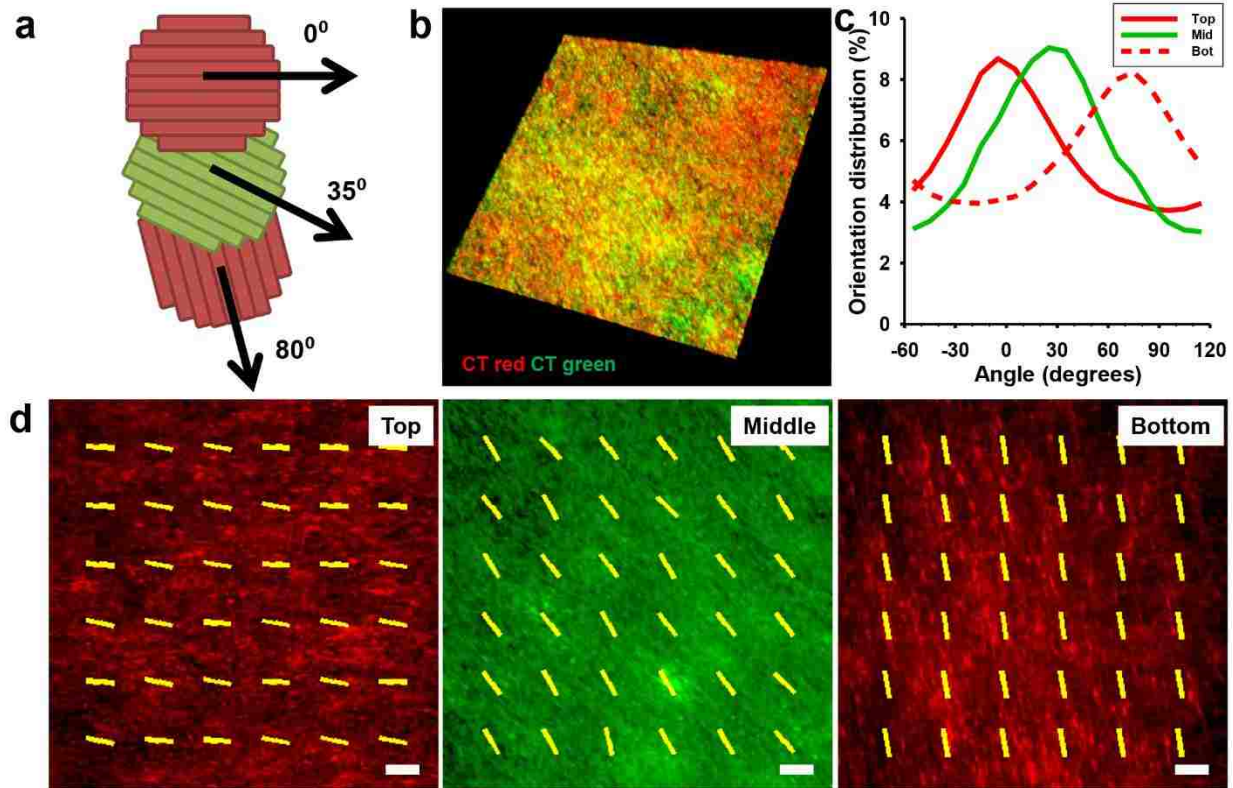 a
0⁰
35⁰
80⁰
b
CT red CT green
c
Orientation distribution (%)
10
8
6
4
2
0
-60 -30 0 30 60 90 120
Angle (degrees)
Top
Mid
Bot
d
Top
Middle
Bottom